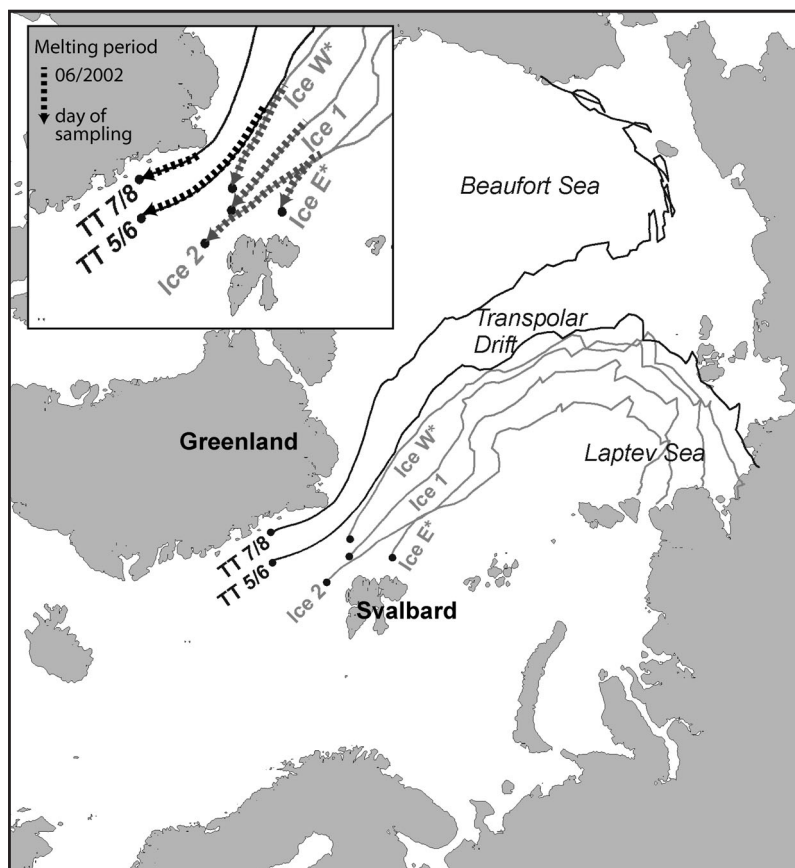 Melting period
06/2002
day of
sampling
Ice W*
Ice 1
Ice E*
TT 7/8
TT 5/6
Ice 2
Beaufort Sea
Transpolar
Drift
Greenland
Laptev Sea
Ice W*
Ice 1
Ice E*
TT 7/8
TT 5/6
Ice 2
Svalbard